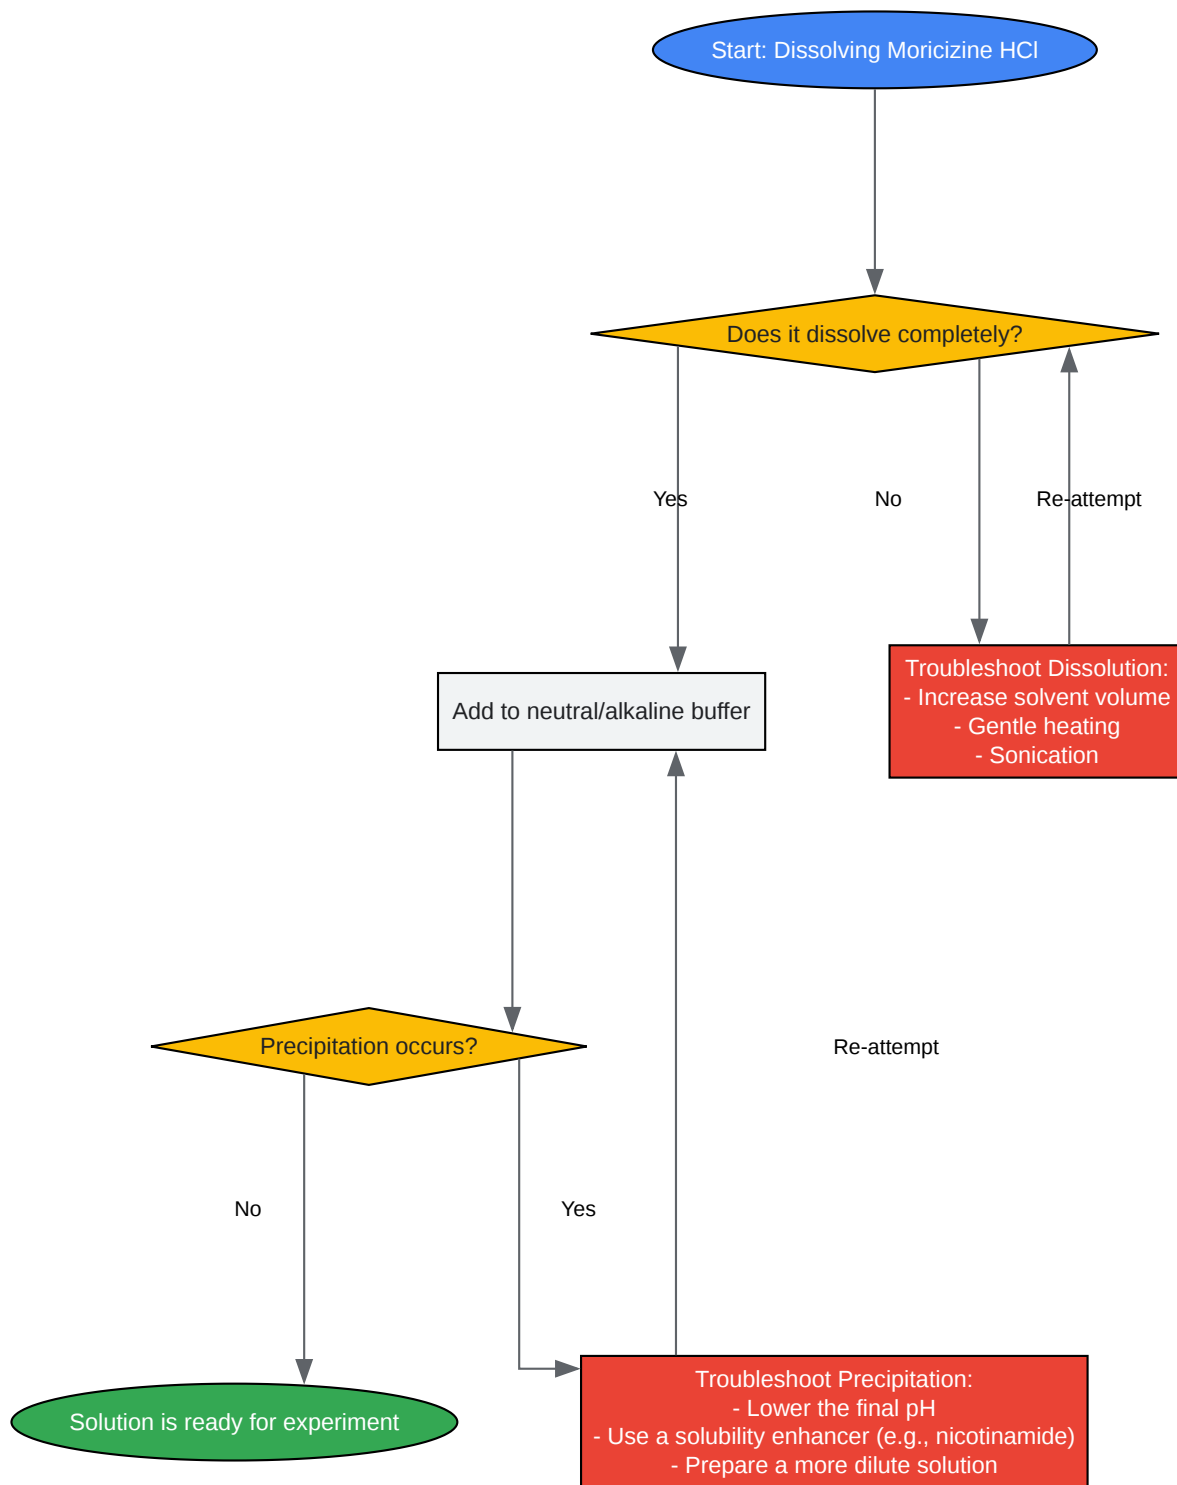 Start: Dissolving Moricizine HCl
Does it dissolve completely?
Yes
No
Re-attempt
Troubleshoot Dissolution:
- Increase solvent volume
- Gentle heating
- Sonication
Add to neutral/alkaline buffer
Precipitation occurs?
Re-attempt
No
Yes
Solution is ready for experiment
Troubleshoot Precipitation:
- Lower the final pH
- Use a solubility enhancer (e.g., nicotinamide)
- Prepare a more dilute solution